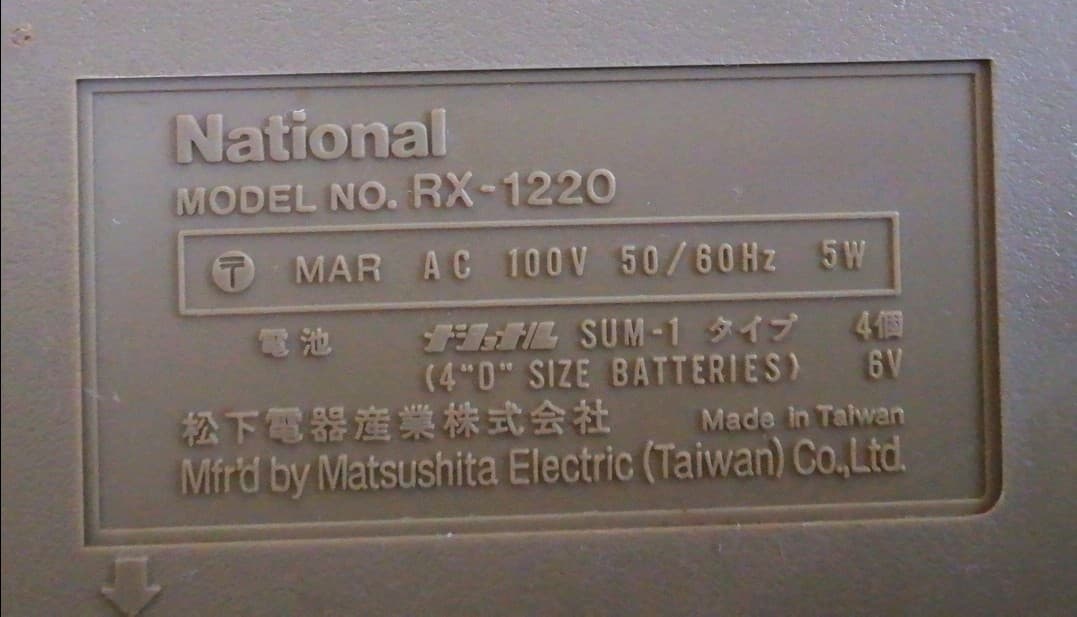 National
MODEL NO. RX-1220
〒 MAR AC 100V 50/60Hz 5W
電池 ナショナル SUM-1 タイプ 4個
(4"D" SIZE BATTERIES) 6V
松下電器産業株式会社 Made in Taiwan
Mfr'd by Matsushita Electric (Taiwan) Co.,Ltd.